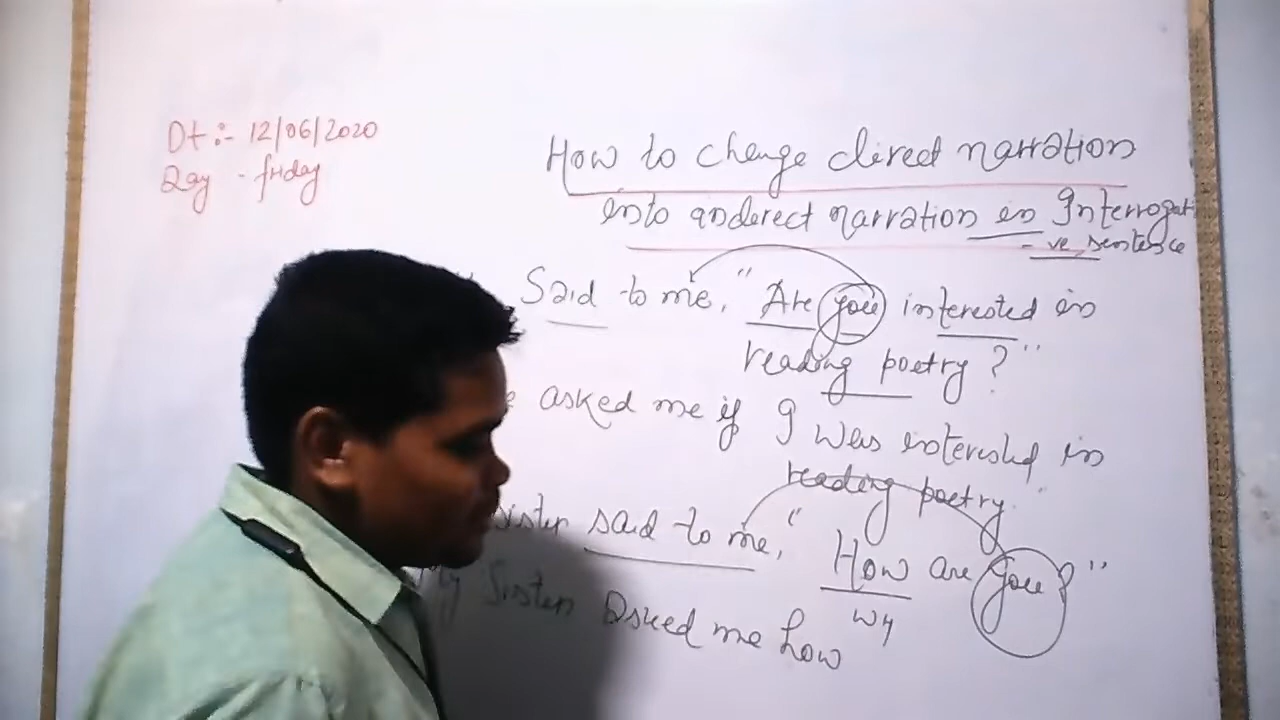 Dt :- 12/06/2020
Day - friday
How to change direct narration
into indirect narration in Interrogati
- ve sentence
Said to me, "Are you interested in
reading poetry ?"
asked me if I was interested in
reading poetry.
sister said to me, "How are you ?"
My Sister Asked me how